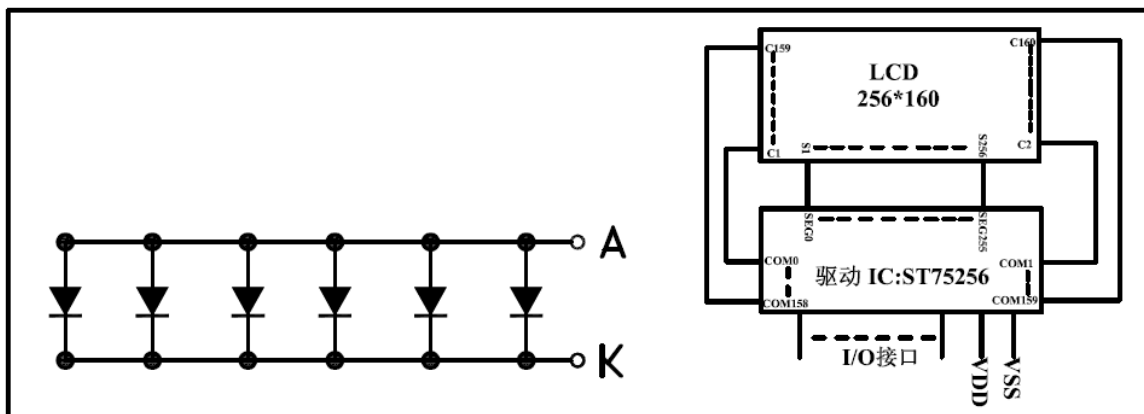 C159
C160
LCD
256*160
C1
S1
S256
C2
SEG0
SEG255
COM0
COM1
驱动 IC:ST75256
COM158
COM159
I/O接口
VDD
VSS
A
K